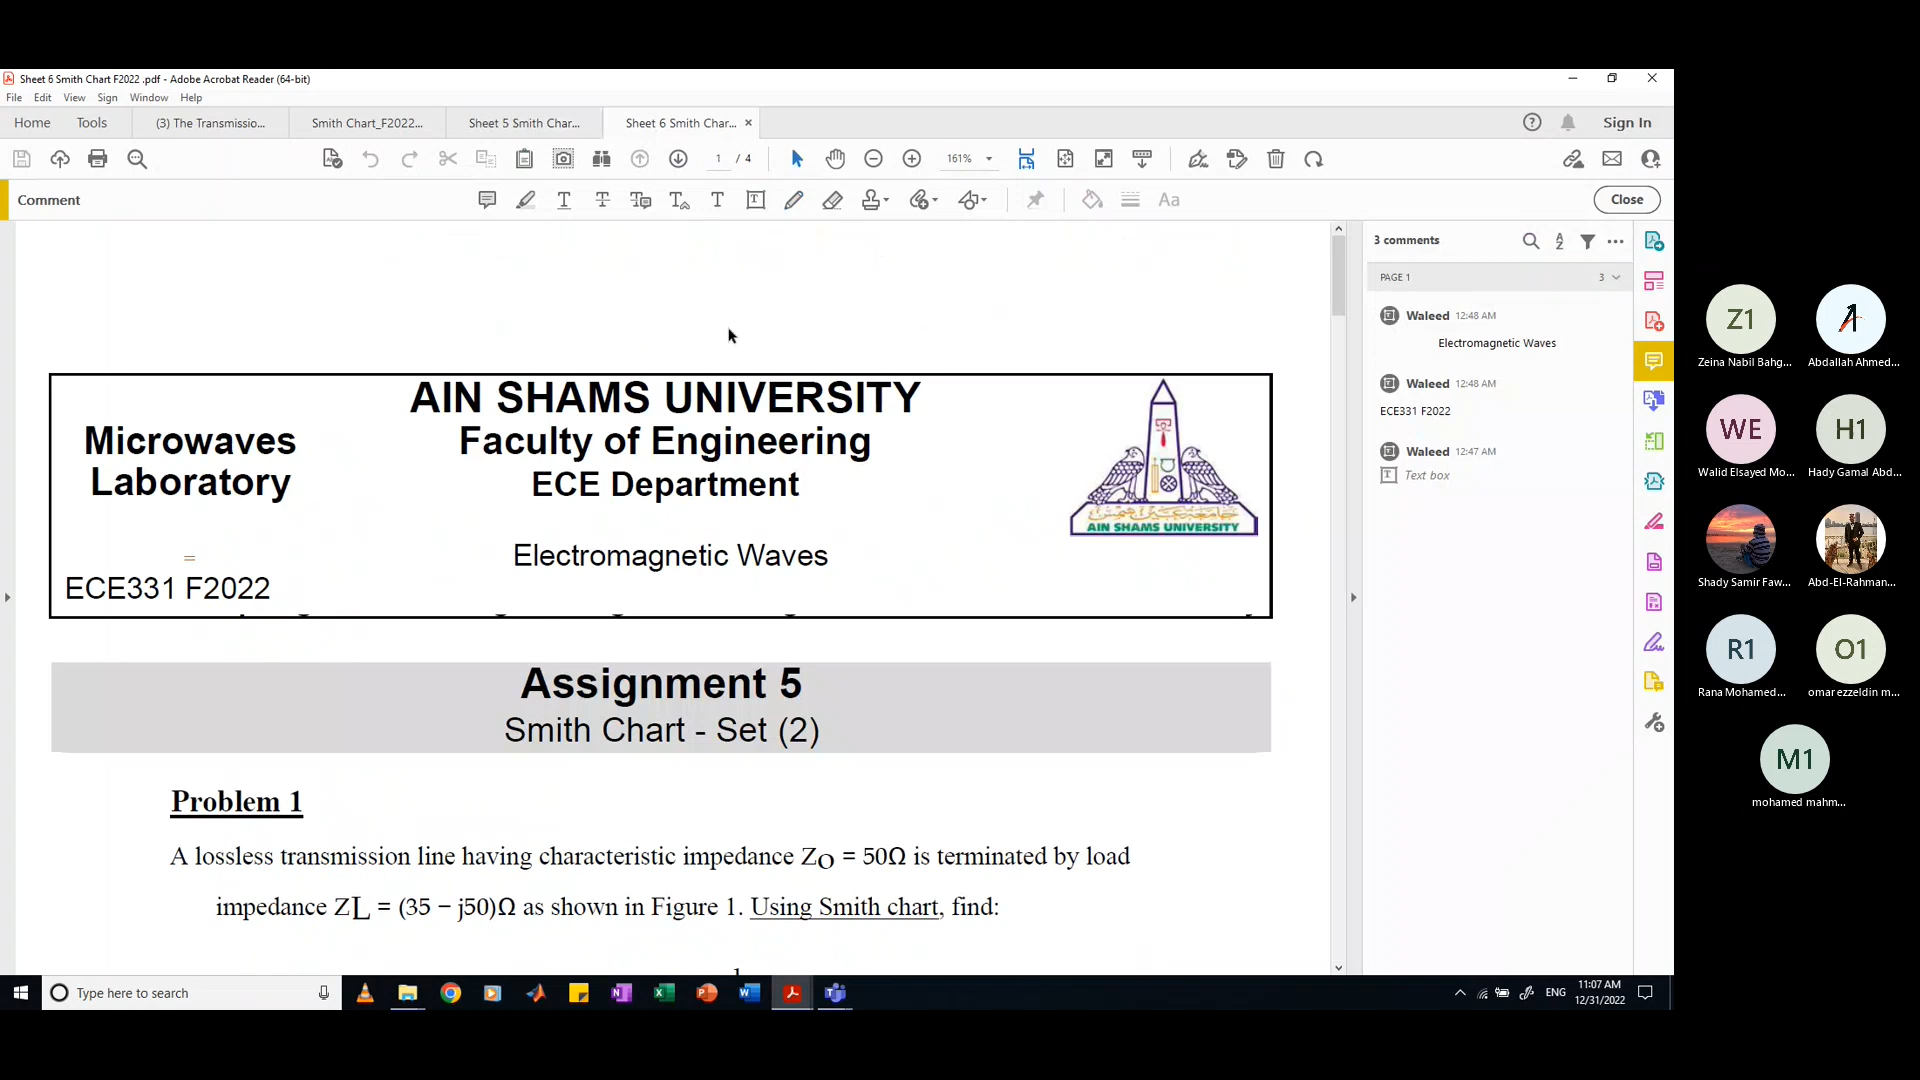 Sheet 6 Smith Chart F2022 .pdf - Adobe Acrobat Reader (64-bit)
File Edit View Sign Window Help
Home Tools (3) The Transmissio... Smith Chart_F2022... Sheet 5 Smith Char... Sheet 6 Smith Char... × Sign In
1 / 4 161%
Comment Close
3 comments
PAGE 1 3
Waleed 12:48 AM
Electromagnetic Waves
Waleed 12:48 AM
ECE331 F2022
Waleed 12:47 AM
Text box
AIN SHAMS UNIVERSITY
Microwaves Laboratory
Faculty of Engineering
ECE Department
جامعة عين شمس
AIN SHAMS UNIVERSITY
Electromagnetic Waves
=
ECE331 F2022
Assignment 5
Smith Chart - Set (2)
Problem 1
A lossless transmission line having characteristic impedance ZO = 50Ω is terminated by load
impedance ZL = (35 − j50)Ω as shown in Figure 1. Using Smith chart, find:
Z1 
Zeina Nabil Bahg...
Abdallah Ahmed...
WE
Walid Elsayed Mo...
H1
Hady Gamal Abd...
Shady Samir Faw...
Abd-El-Rahman...
R1
Rana Mohamed...
O1
omar ezzeldin m...
M1
mohamed mahm...
Type here to search
ENG 11:07 AM
12/31/2022